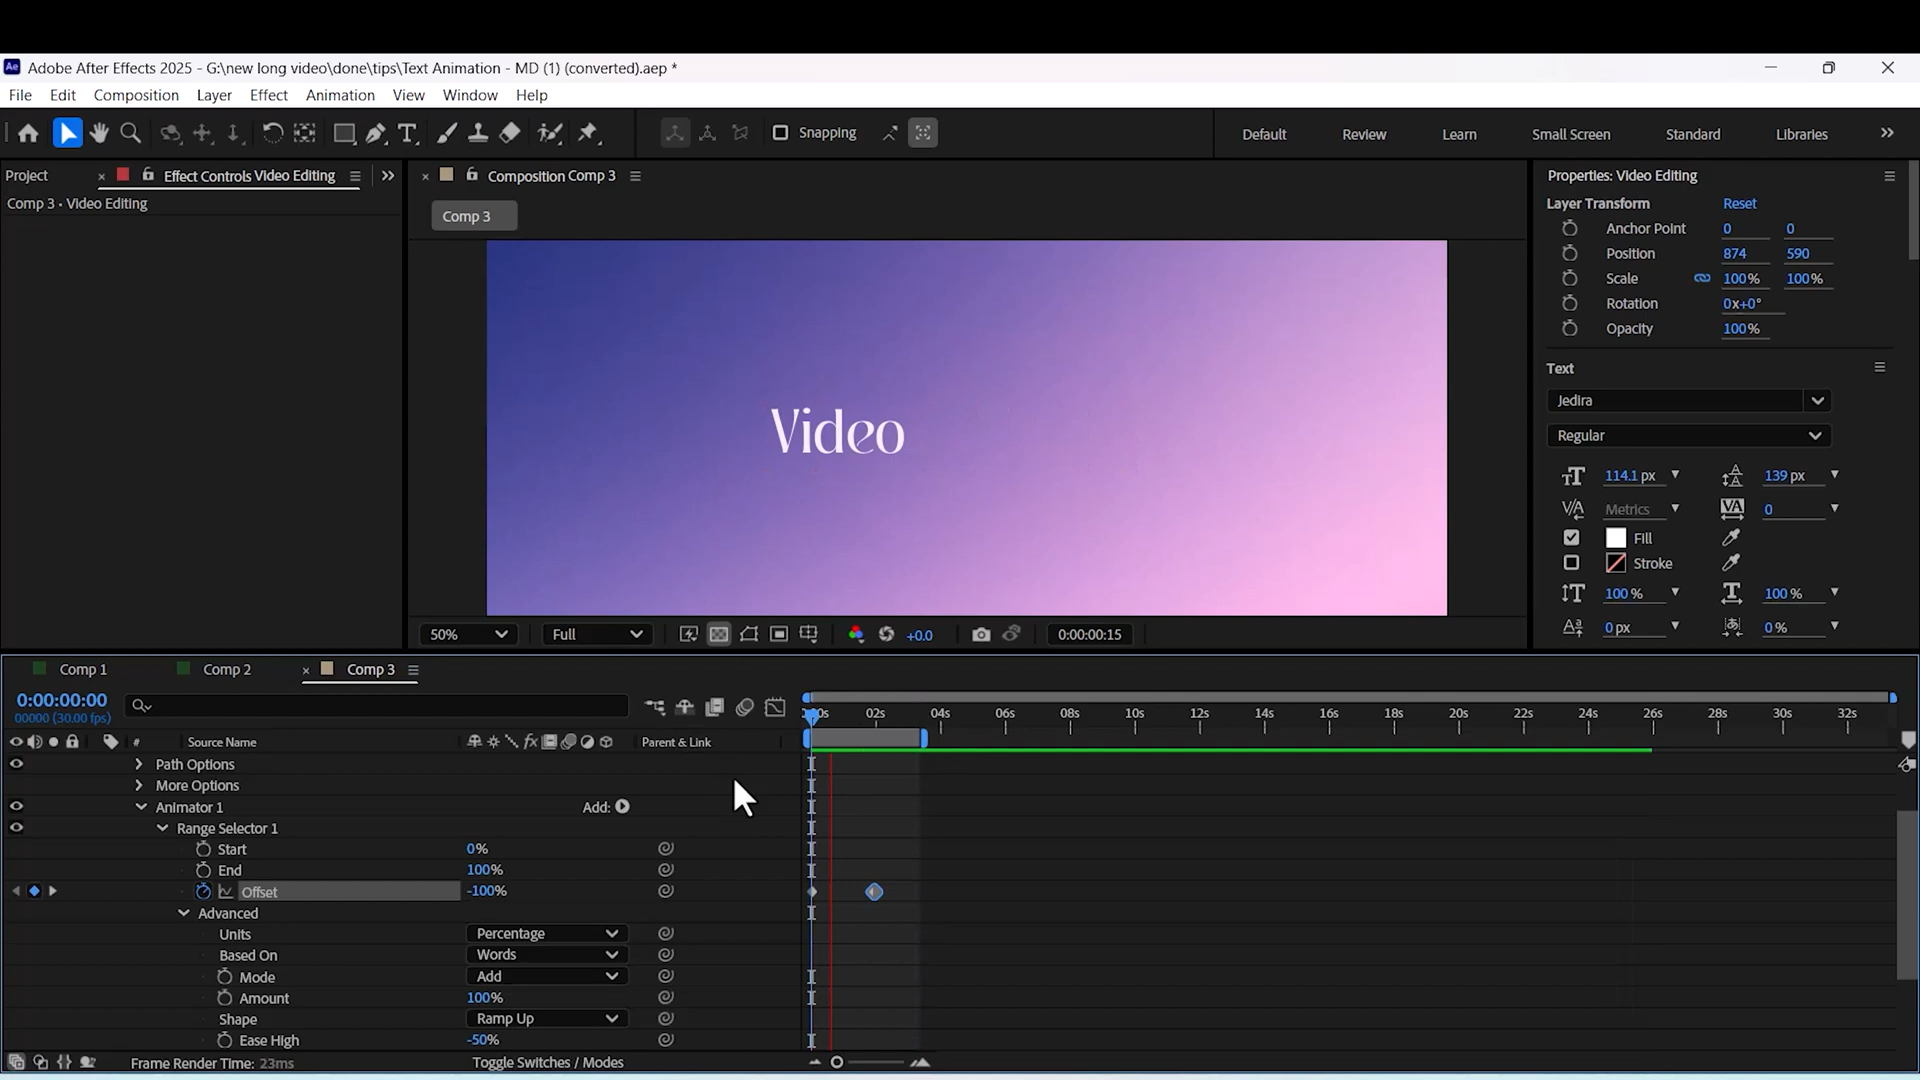 Ae Adobe After Effects 2025 - G:\new long video\done\tips\Text Animation - MD (1) (converted).aep *
File Edit Composition Layer Effect Animation View Window Help
Snapping Default Review Learn Small Screen Standard Libraries
Project Effect Controls Video Editing Composition Comp 3 Properties: Video Editing
Comp 3 • Video Editing
Comp 3
Layer Transform Reset
Anchor Point 0 0
Position 874 590
Scale 100% 100%
Rotation 0x+0°
Opacity 100%
Text
Jedira
Regular
114.1 px 139 px
Metrics 0
Fill
Stroke
100 % 100 %
0 px 0 %
Video
50% Full +0.0 0:00:00:15
Comp 1 Comp 2 Comp 3
0:00:00:00
00000 (30.00 fps)
02s 04s 06s 08s 10s 12s 14s 16s 18s 20s 22s 24s 26s 28s 30s 32s
# Source Name fx Parent & Link
Path Options
More Options
Animator 1 Add:
Range Selector 1
Start 0%
End 100%
Offset -100%
Advanced
Units Percentage
Based On Words
Mode Add
Amount 100%
Shape Ramp Up
Ease High -50%
Frame Render Time: 23ms Toggle Switches / Modes